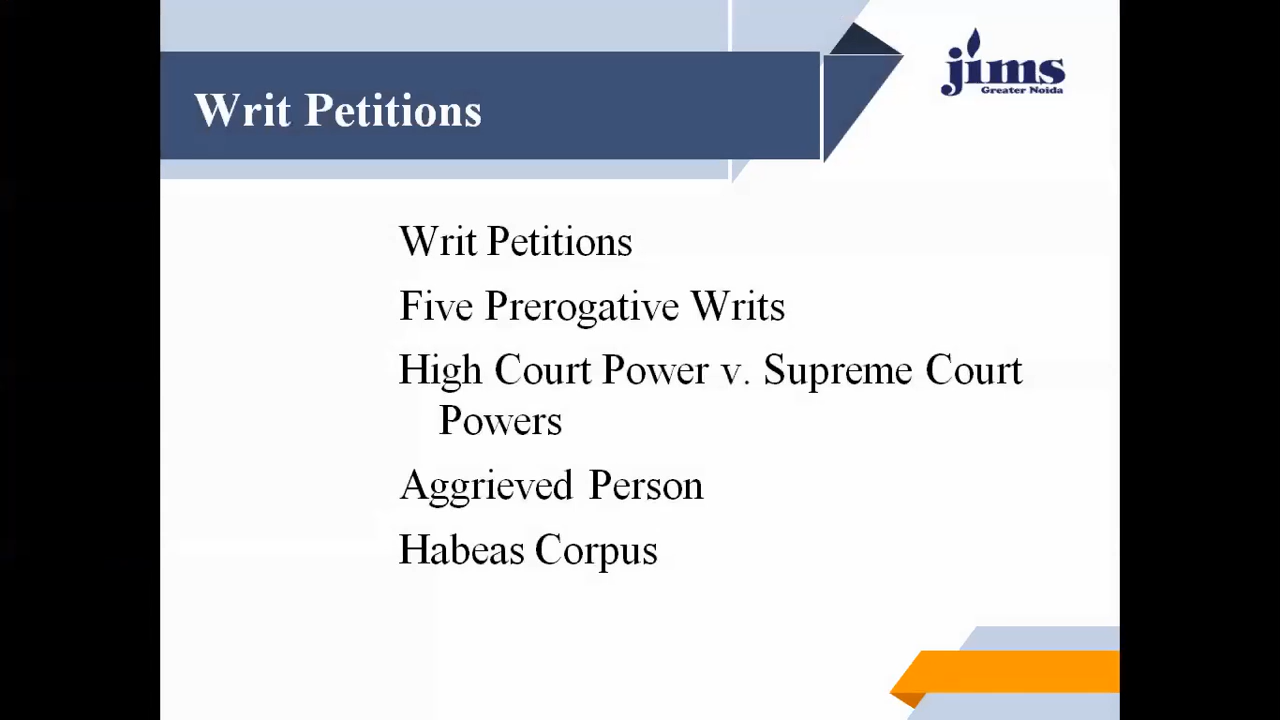 Writ Petitions
jims
Greater Noida
Writ Petitions
Five Prerogative Writs
High Court Power v. Supreme Court
Powers
Aggrieved Person
Habeas Corpus